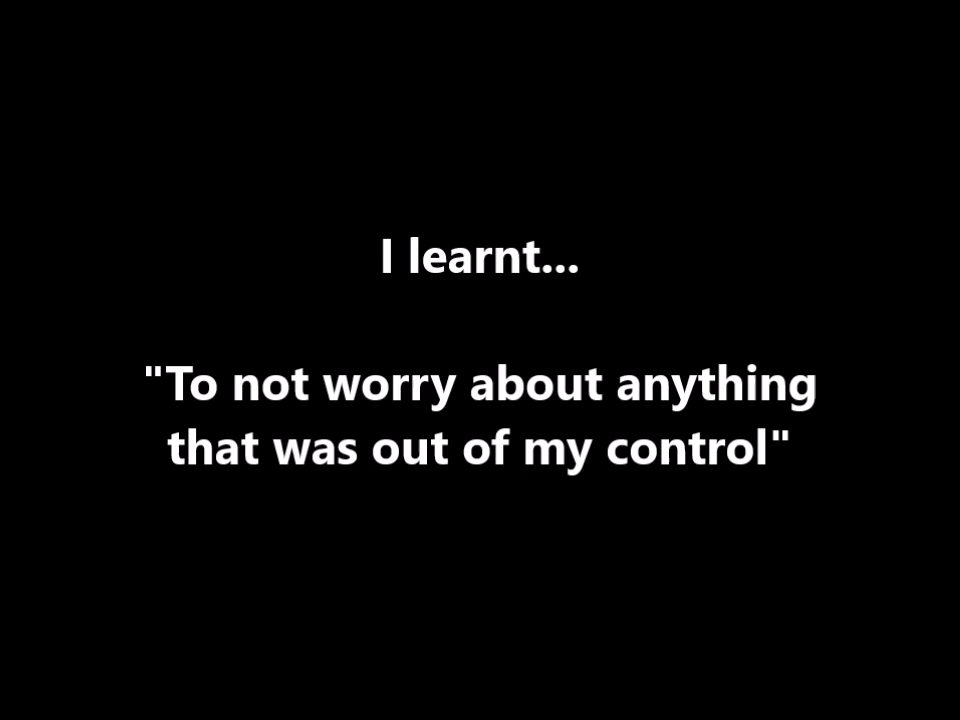 I learnt...
"To not worry about anything
that was out of my control"